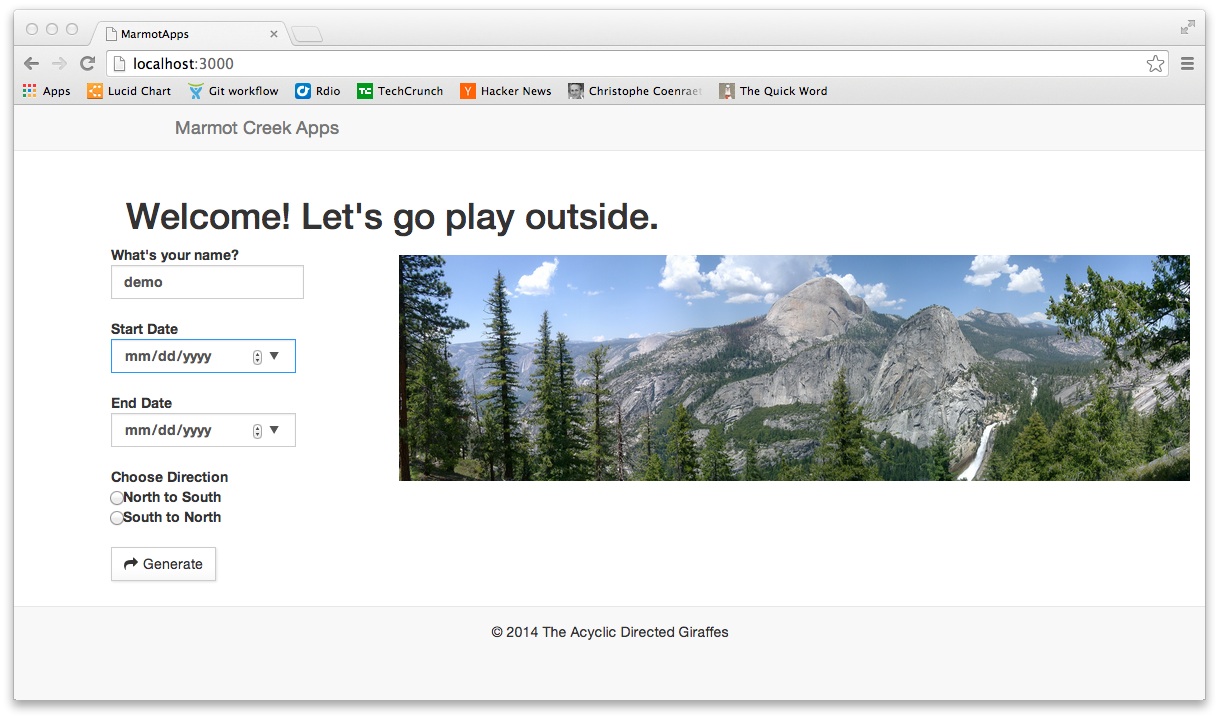 MarmotApps
localhost:3000
Apps Lucid Chart Git workflow Rdio TechCrunch Hacker News Christophe Coenraet The Quick Word
Marmot Creek Apps
Welcome! Let's go play outside.
What's your name?
demo
Start Date
mm/dd/yyyy
End Date
mm/dd/yyyy
Choose Direction
North to South
South to North
Generate
© 2014 The Acyclic Directed Giraffes